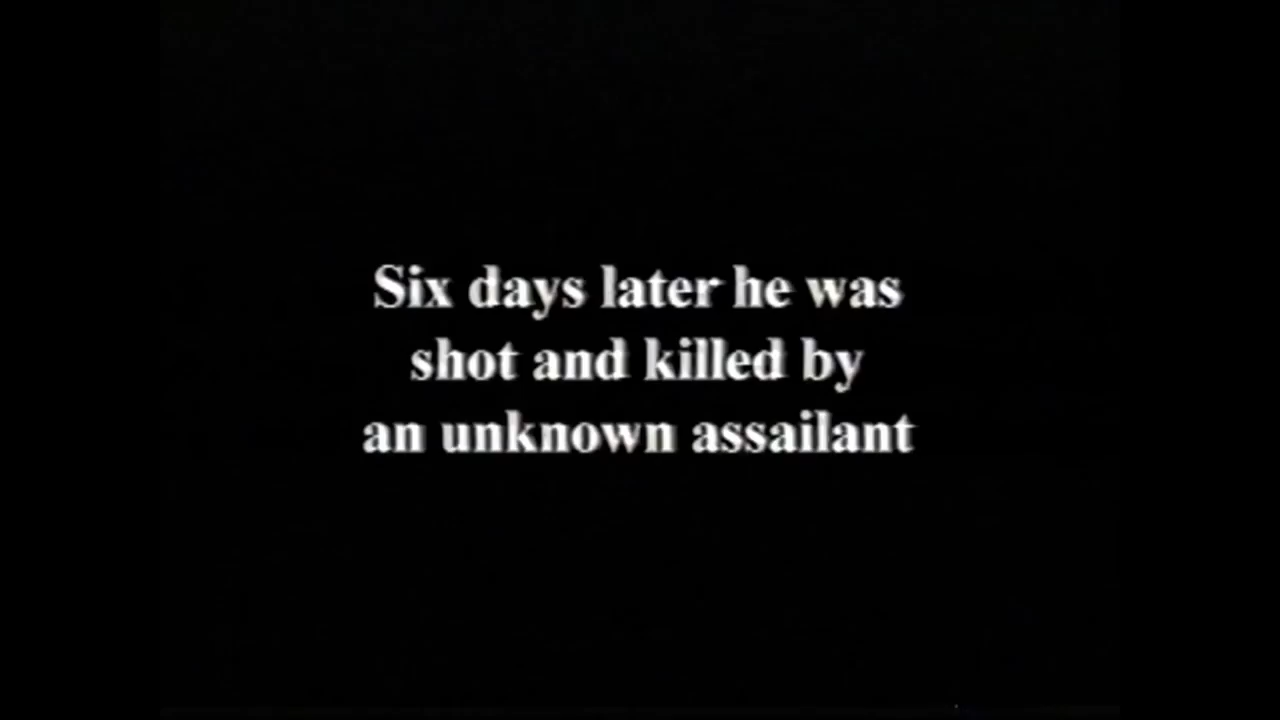 Six days later he was
shot and killed by
an unknown assailant